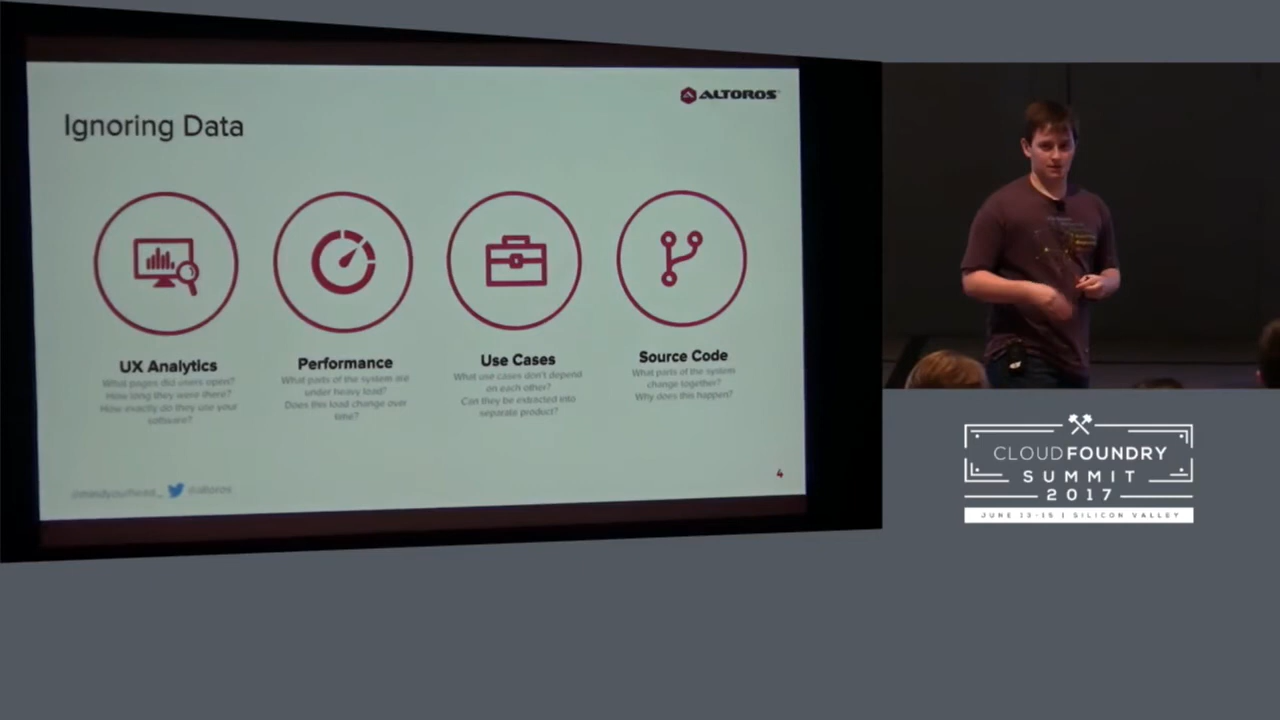 ALTOROS
Ignoring Data
UX Analytics
What pages did users open?
How long they were there?
How exactly do they use your
software?
Performance
What parts of the system are
under heavy load?
Does this load change over
time?
Use Cases
What use cases don't depend
on each other?
Can they be extracted into
separate product?
Source Code
What parts of the system
change together?
Why does this happen?
@altoros
4
CLOUDFOUNDRY
SUMMIT
2017
JUNE 13-15 | SILICON VALLEY